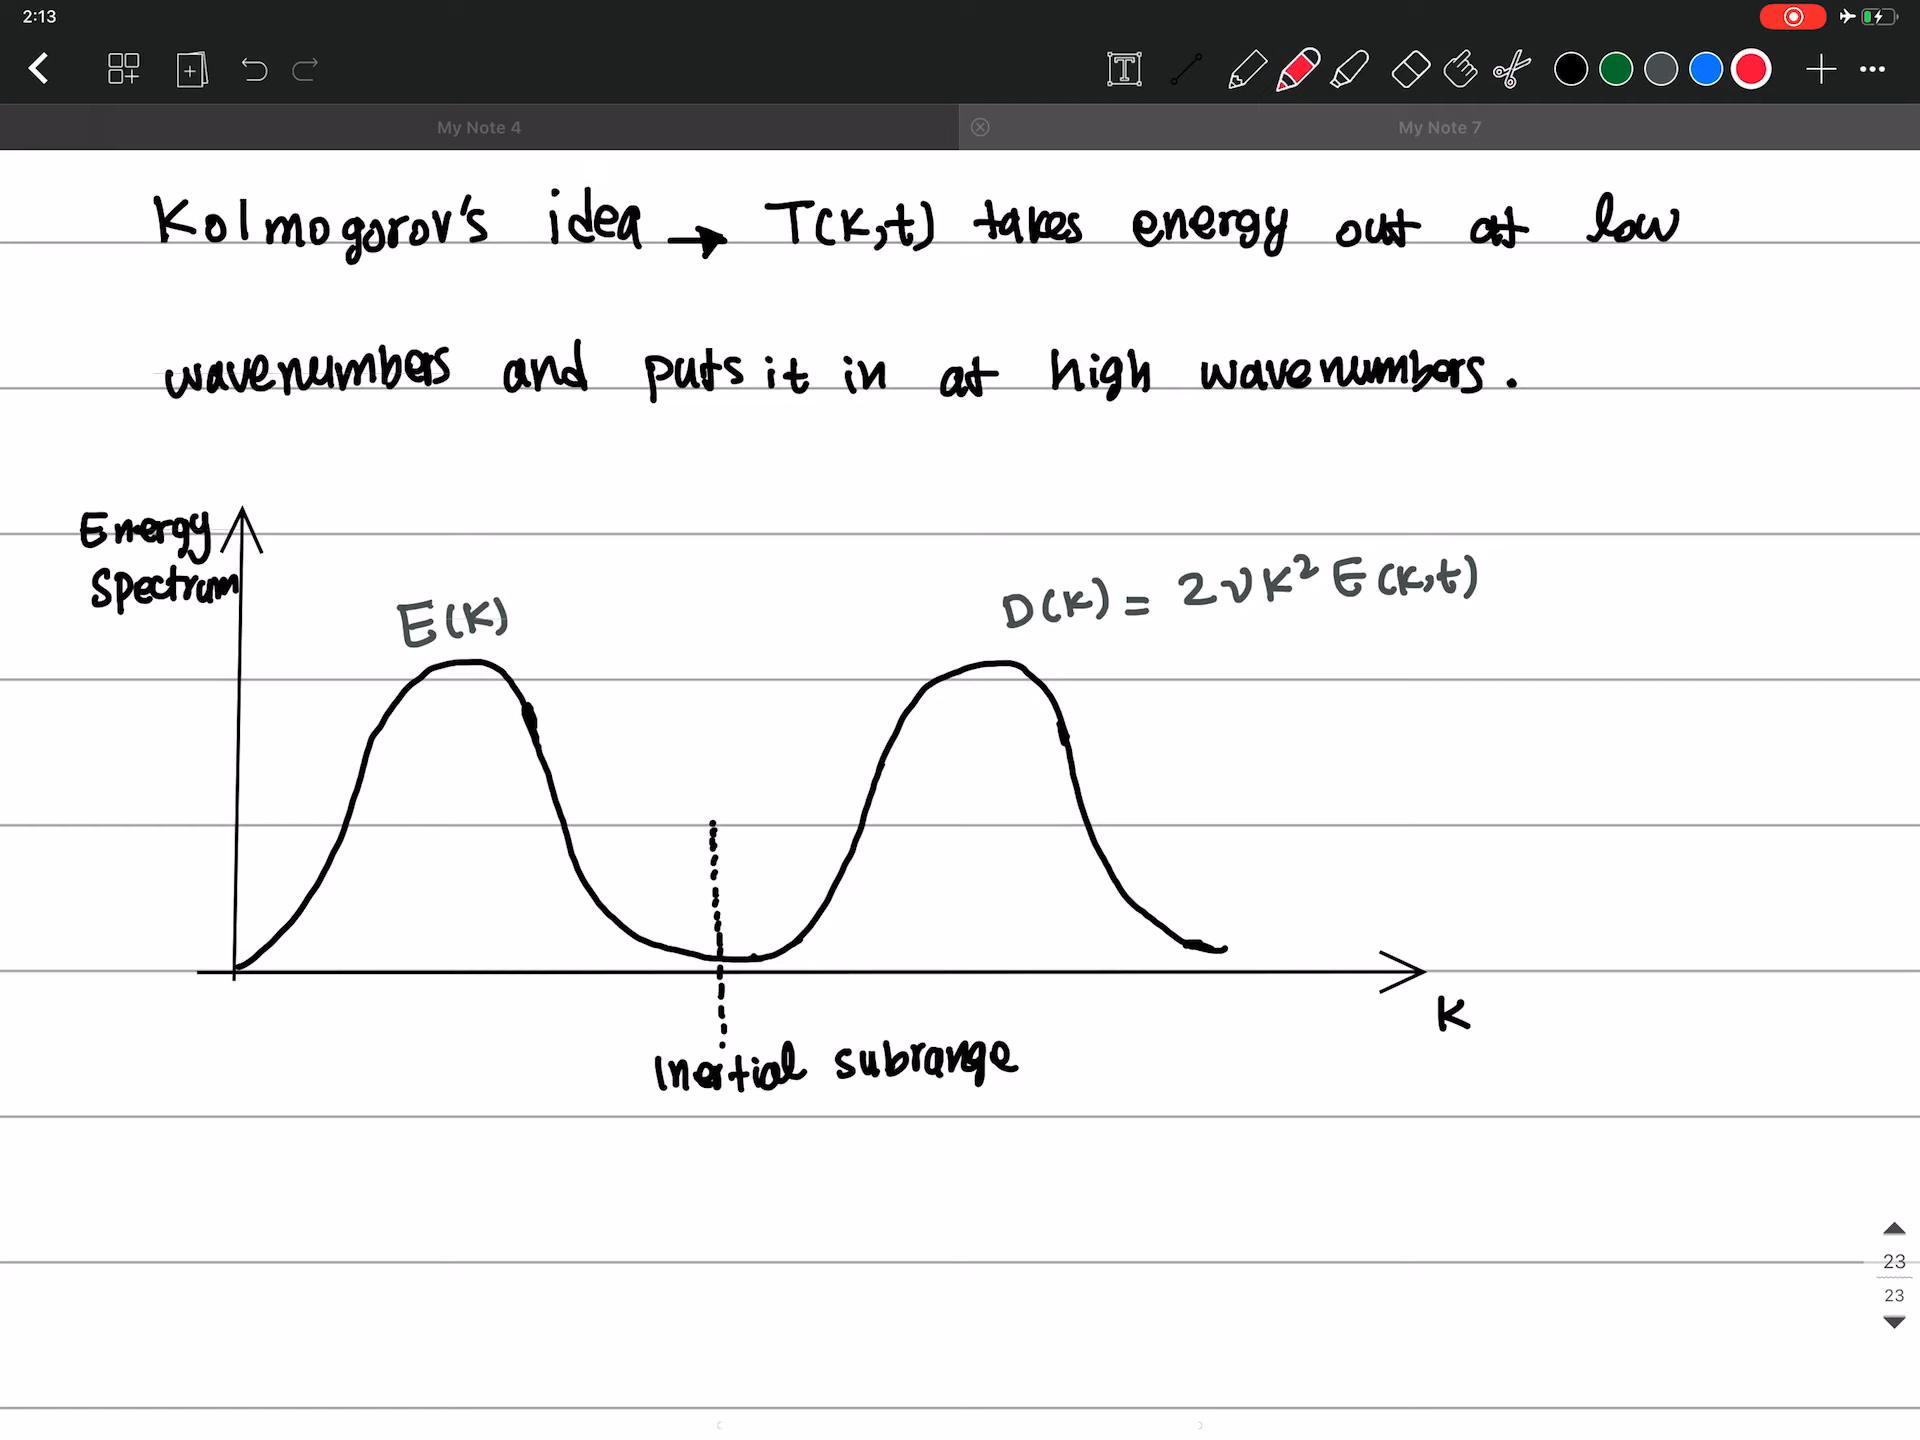 2:13
My Note 4
My Note 7
Kolmogorov's idea → T(K,t) takes energy out at low
wavenumbers and puts it in at high wavenumbers.
Energy
Spectrum
E(K)
D(K) = 2νK² E(K,t)
K
Inertial subrange
23
23